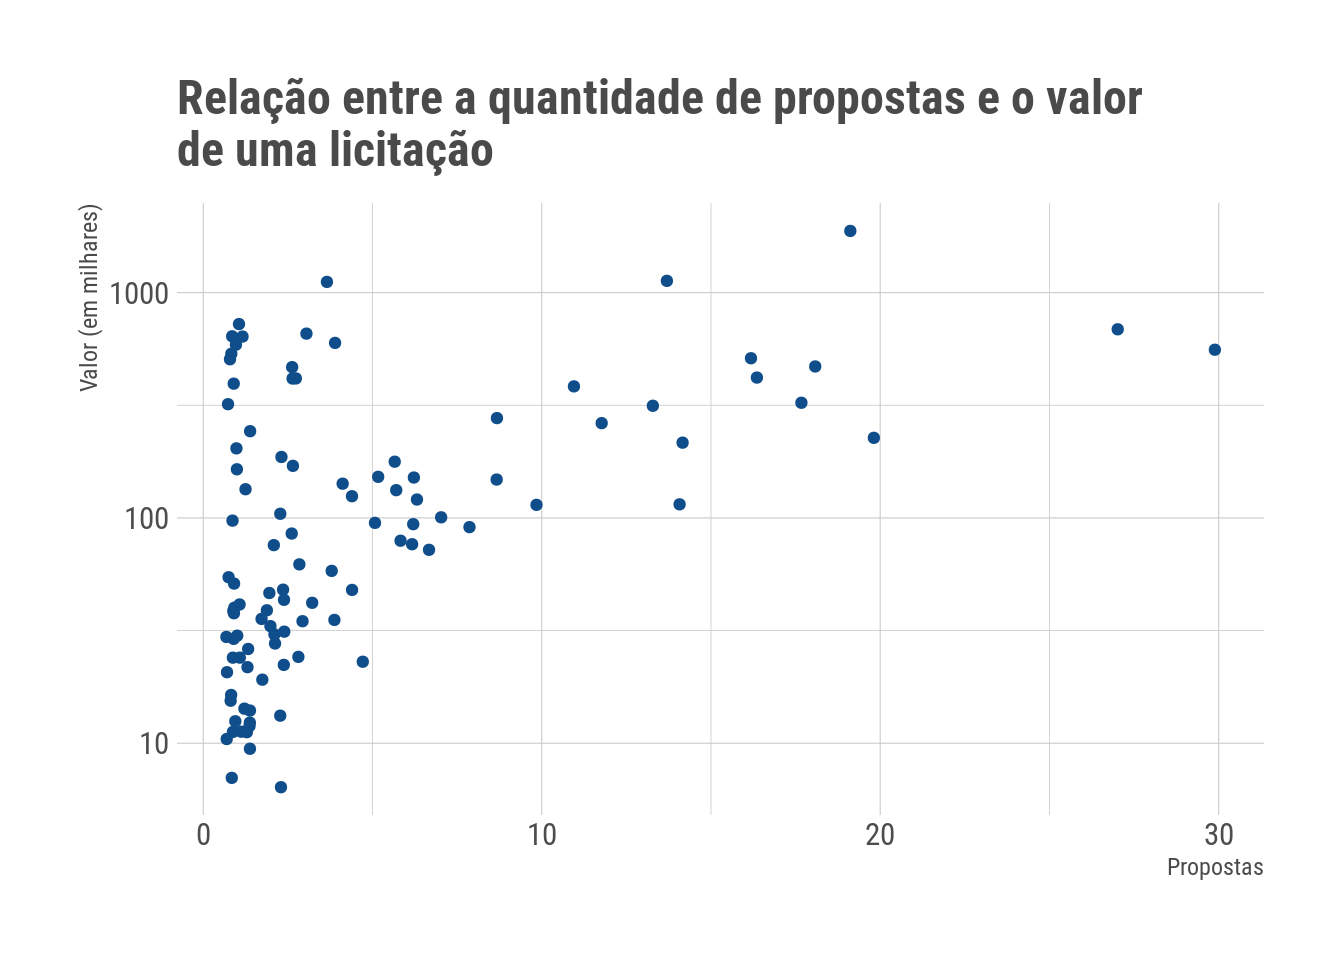 Relação entre a quantidade de propostas e o valor
de uma licitação
Valor (em milhares)
1000
100
10
0
10
20
30
Propostas